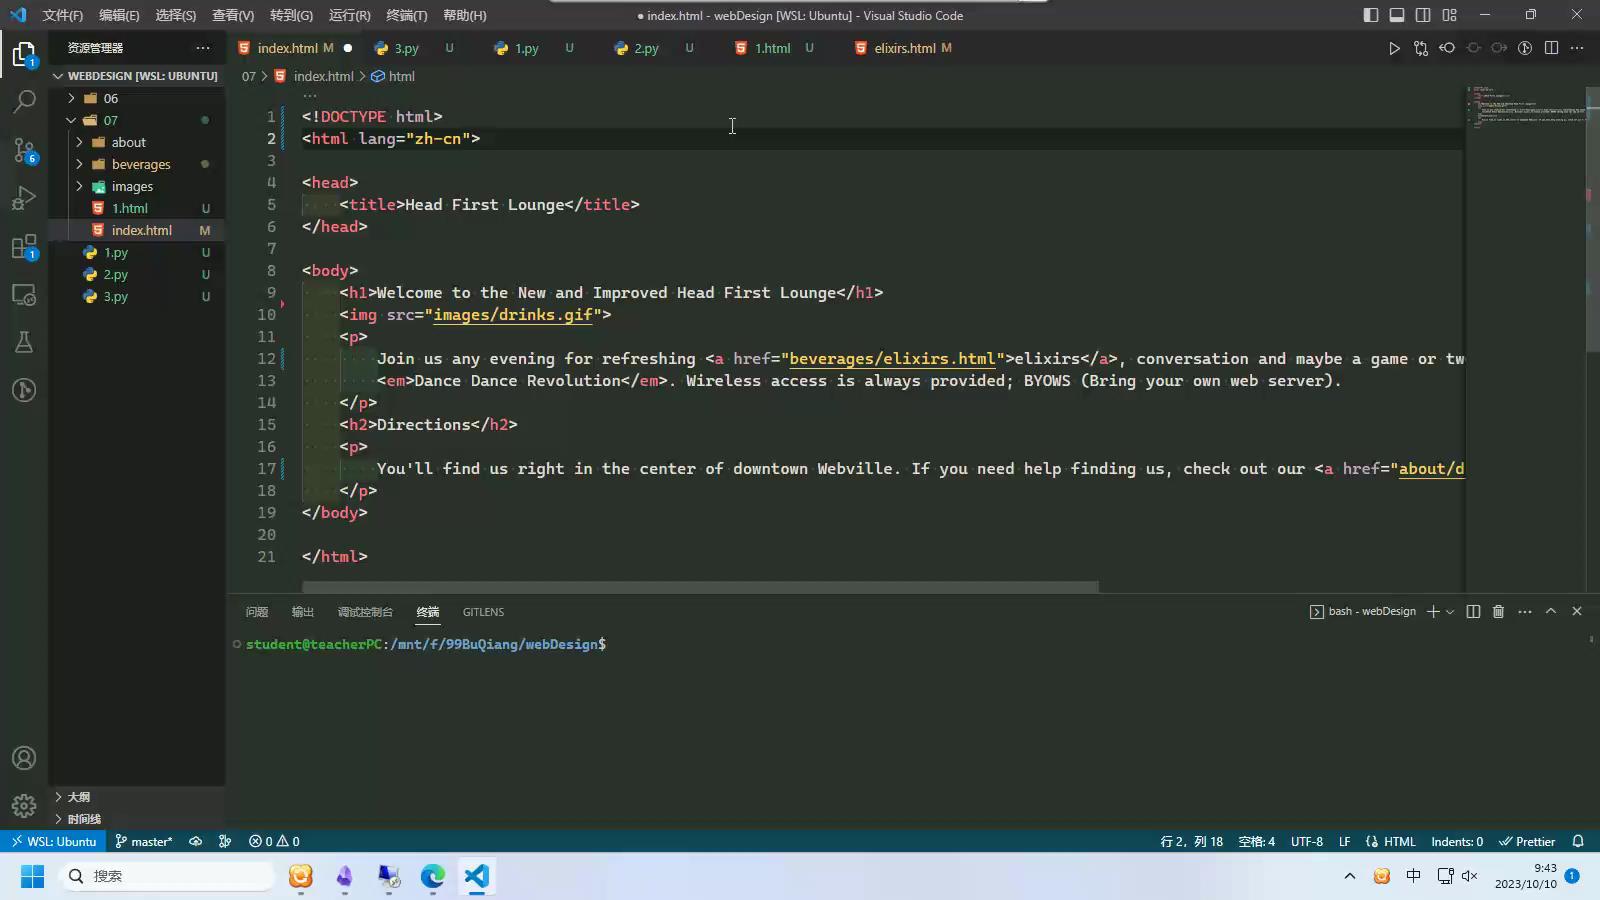 文件(F) 编辑(E) 选择(S) 查看(V) 转到(G) 运行(R) 终端(T) 帮助(H) ● index.html - webDesign [WSL: Ubuntu] - Visual Studio Code
资源管理器 ···
index.html M ● 3.py U 1.py U 2.py U 1.html U elixirs.html M
WEBDESIGN [WSL: UBUNTU]
06
07
about
beverages
images
1.html U
index.html M
1.py U
2.py U
3.py U
大纲
时间线
1
6
1
07 > index.html > html
1 <!DOCTYPE html>
2 <html lang="zh-cn">
3
4 <head>
5 <title>Head First Lounge</title>
6 </head>
7
8 <body>
9 <h1>Welcome to the New and Improved Head First Lounge</h1>
10 <img src="images/drinks.gif">
11 <p>
12 Join us any evening for refreshing <a href="beverages/elixirs.html">elixirs</a>, conversation and maybe a game or tw
13 <em>Dance Dance Revolution</em>. Wireless access is always provided; BYOWS (Bring your own web server).
14 </p>
15 <h2>Directions</h2>
16 <p>
17 You'll find us right in the center of downtown Webville. If you need help finding us, check out our <a href="about/d
18 </p>
19 </body>
20
21 </html>
问题 输出 调试控制台 终端 GITLENS bash - webDesign
student@teacherPC:/mnt/f/99BuQiang/webDesign$
WSL: Ubuntu master* 0 0 行 2, 列 18 空格: 4 UTF-8 LF HTML Indents: 0 Prettier
搜索 中 9:43
2023/10/10 1